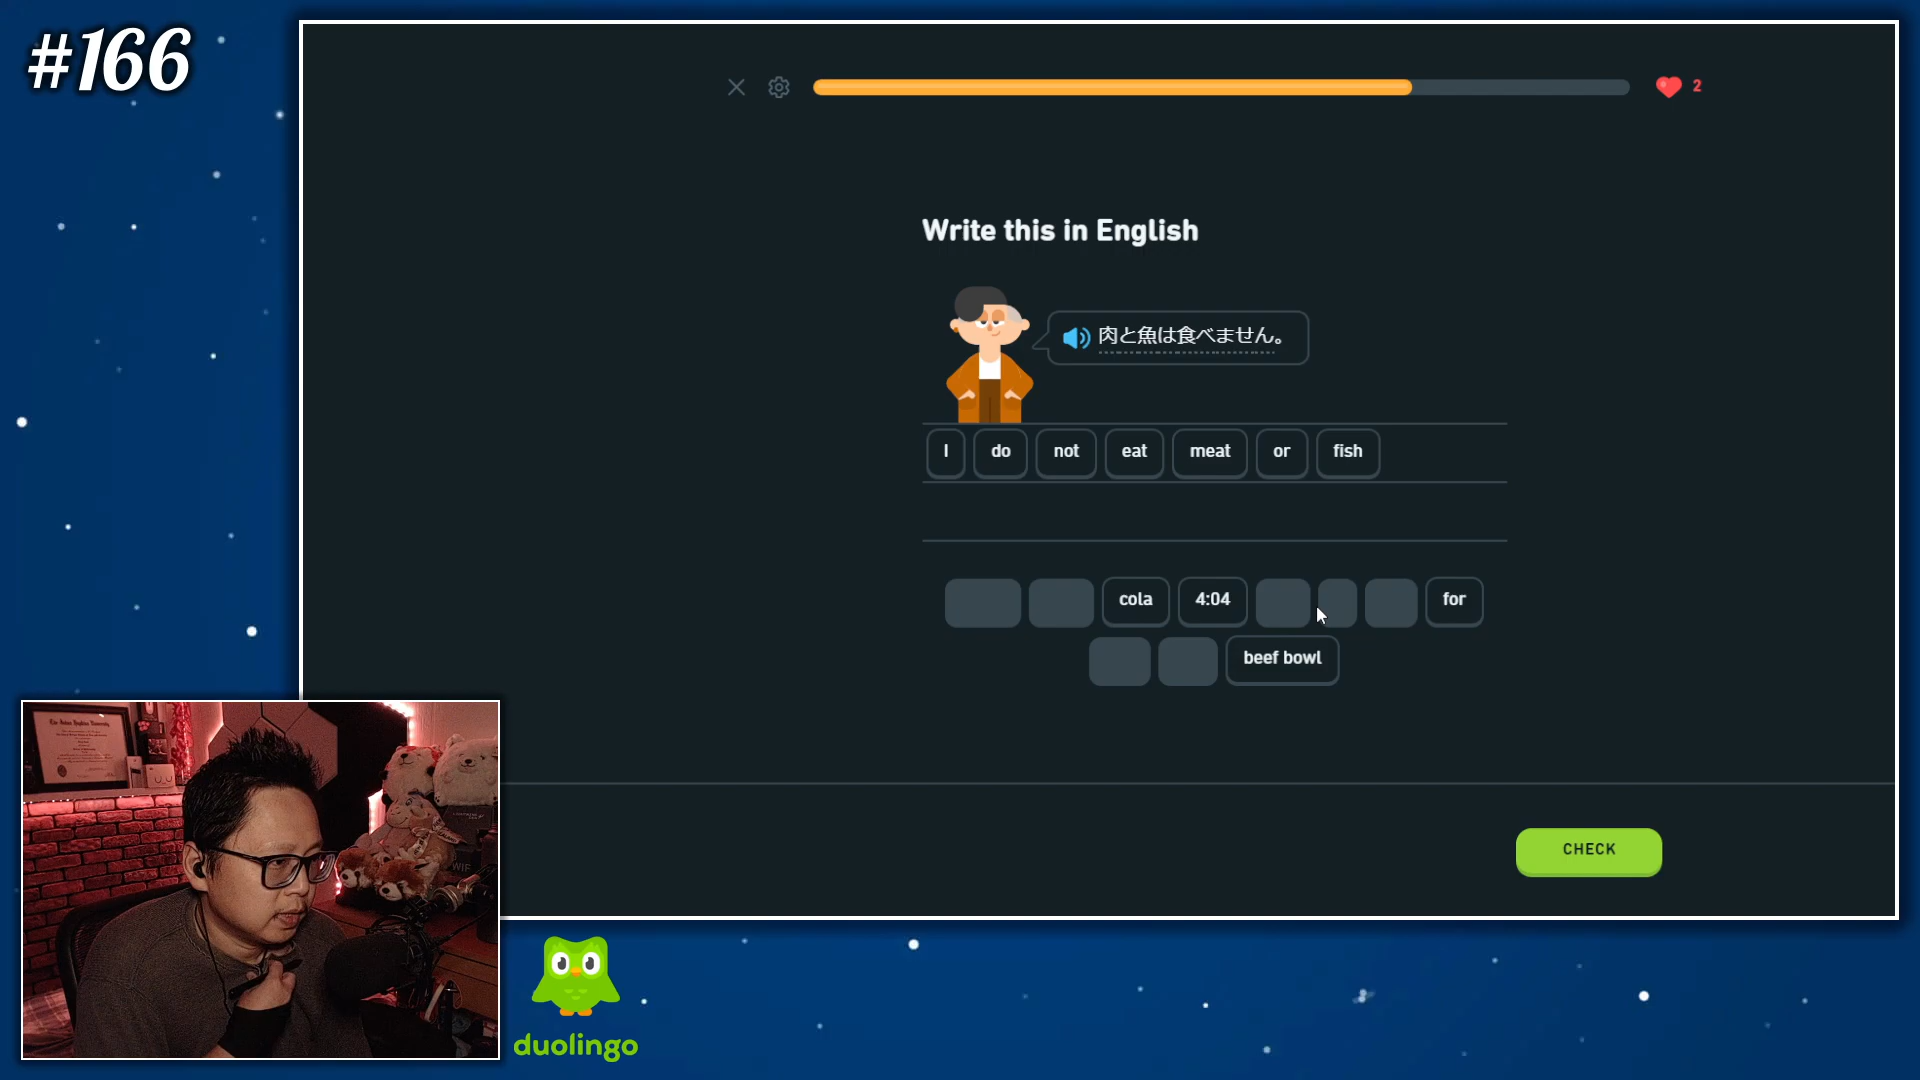 #166
2
Write this in English
肉と魚は食べません。
I do not eat meat or fish
cola 4:04 for
beef bowl
CHECK
duolingo